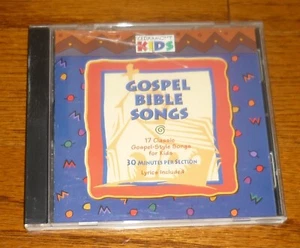 KIDS
GOSPEL
BIBLE
SONGS
17 Classic
Gospel-Style Songs
for Kids
30 MINUTES PER SECTION
Lyrics Included